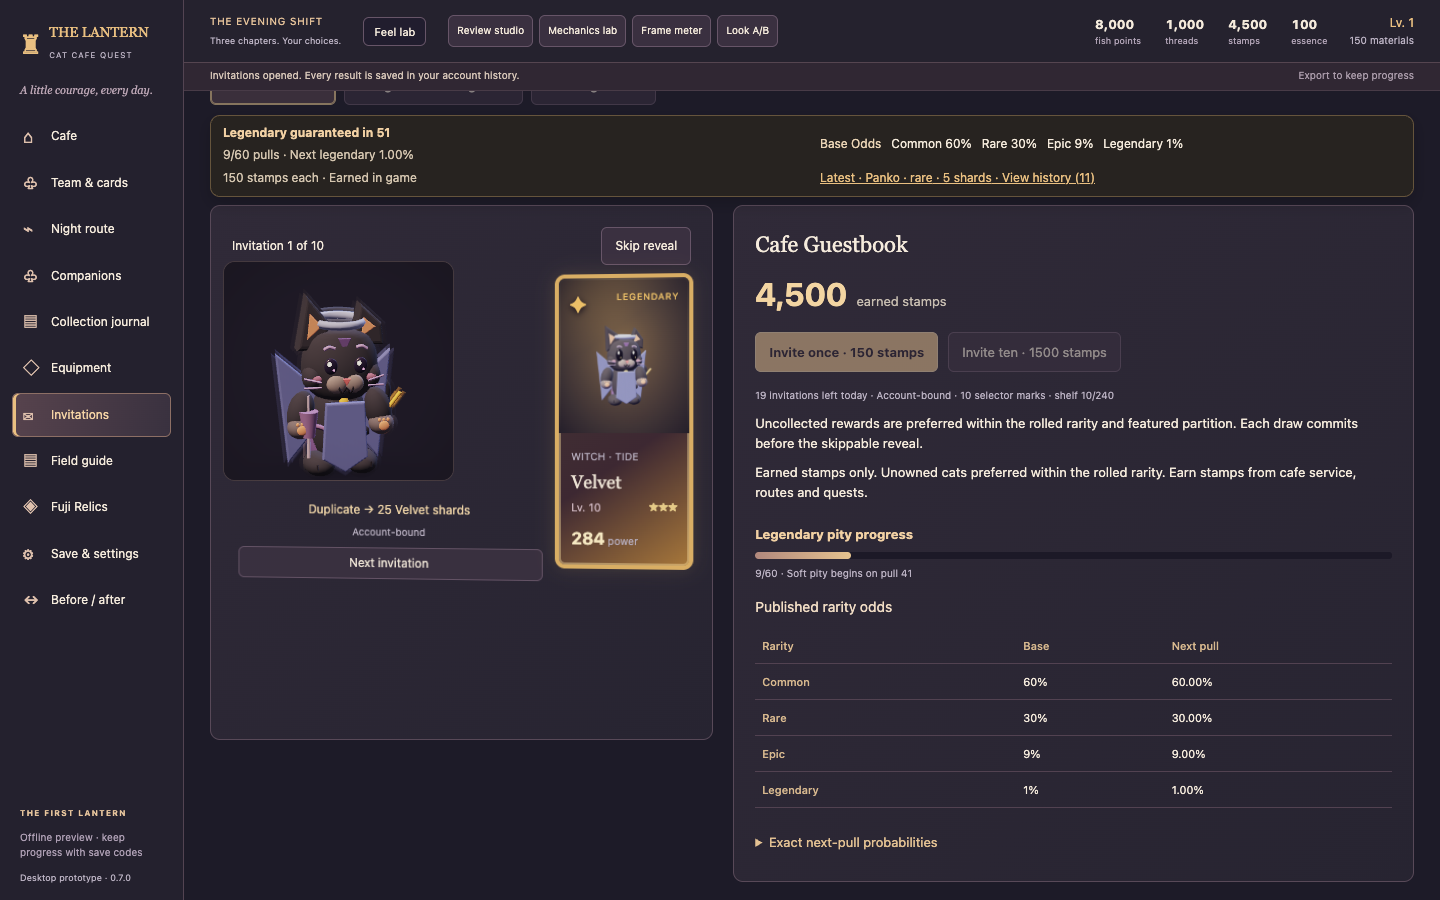 THE LANTERN
CAT CAFE QUEST
A little courage, every day.
Cafe
Team & cards
Night route
Companions
Collection journal
Equipment
Invitations
Field guide
Fuji Relics
Save & settings
Before / after
THE FIRST LANTERN
Offline preview · keep
progress with save codes
Desktop prototype · 0.7.0
THE EVENING SHIFT
Three chapters. Your choices.
Feel lab
Review studio
Mechanics lab
Frame meter
Look A/B
8,000
fish points
1,000
threads
4,500
stamps
100
essence
Lv. 1
150 materials
Invitations opened. Every result is saved in your account history.
Export to keep progress
Legendary guaranteed in 51
9/60 pulls · Next legendary 1.00%
150 stamps each · Earned in game
Base Odds Common 60% Rare 30% Epic 9% Legendary 1%
Latest · Panko · rare · 5 shards · View history (11)
Invitation 1 of 10
Skip reveal
LEGENDARY
WITCH · TIDE
Velvet
Lv. 10 ★★★
284 power
Duplicate → 25 Velvet shards
Account-bound
Next invitation
Cafe Guestbook
4,500 earned stamps
Invite once · 150 stamps
Invite ten · 1500 stamps
19 invitations left today · Account-bound · 10 selector marks · shelf 10/240
Uncollected rewards are preferred within the rolled rarity and featured partition. Each draw commits
before the skippable reveal.
Earned stamps only. Unowned cats preferred within the rolled rarity. Earn stamps from cafe service,
routes and quests.
Legendary pity progress
9/60 · Soft pity begins on pull 41
Published rarity odds
Rarity Base Next pull
Common 60% 60.00%
Rare 30% 30.00%
Epic 9% 9.00%
Legendary 1% 1.00%
▶ Exact next-pull probabilities